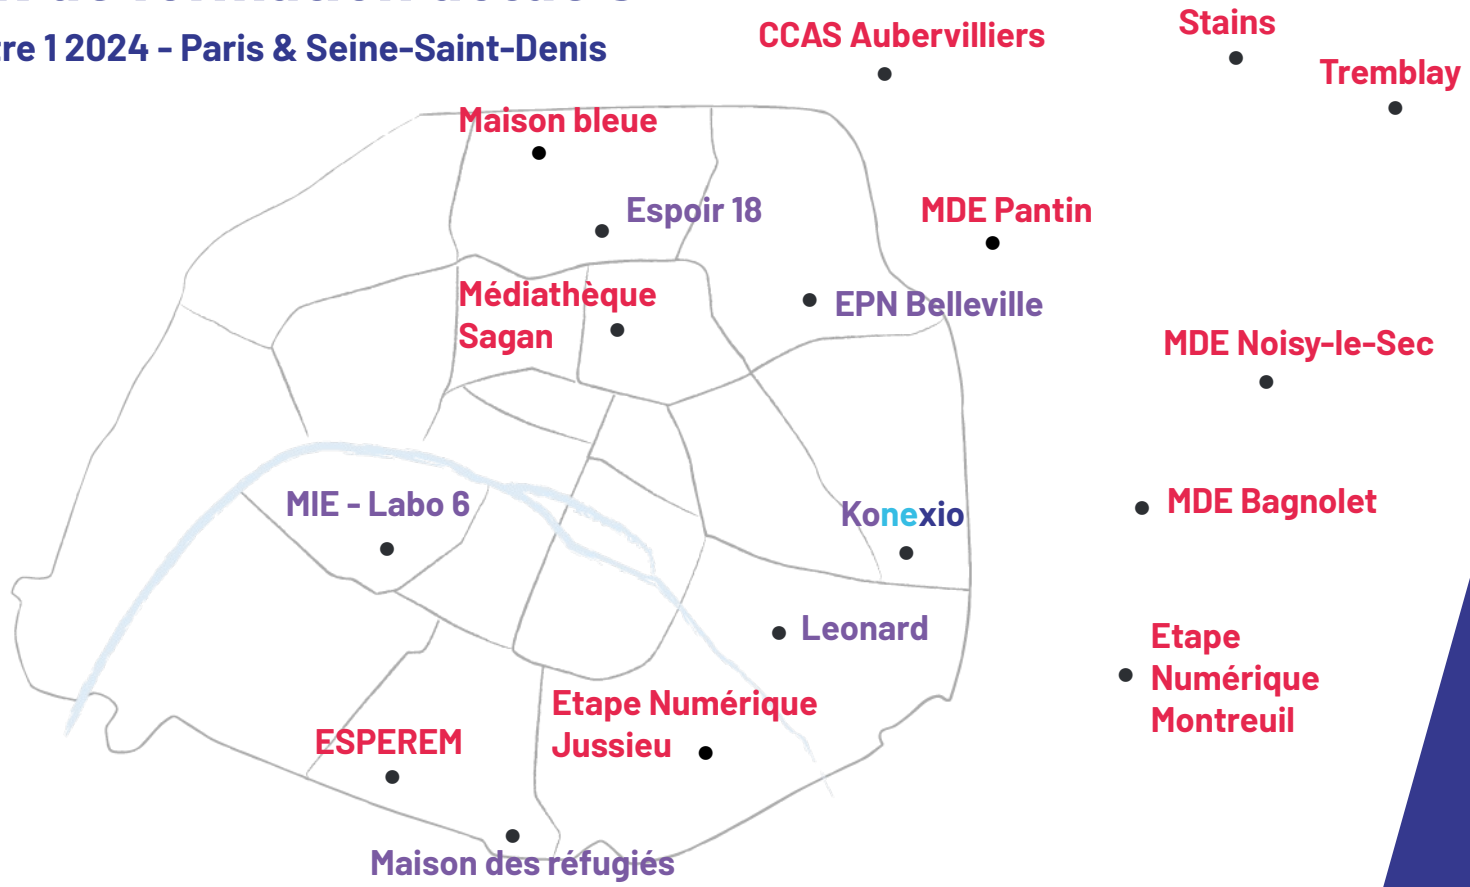 tre 1 2024 - Paris & Seine-Saint-Denis
CCAS Aubervilliers
Stains
Tremblay
Maison bleue
Espoir 18
MDE Pantin
Médiathèque
Sagan
EPN Belleville
MDE Noisy-le-Sec
MIE - Labo 6
Konexio
MDE Bagnolet
Leonard
Etape
Numérique
Montreuil
Etape Numérique
Jussieu
ESPEREM
Maison des réfugiés